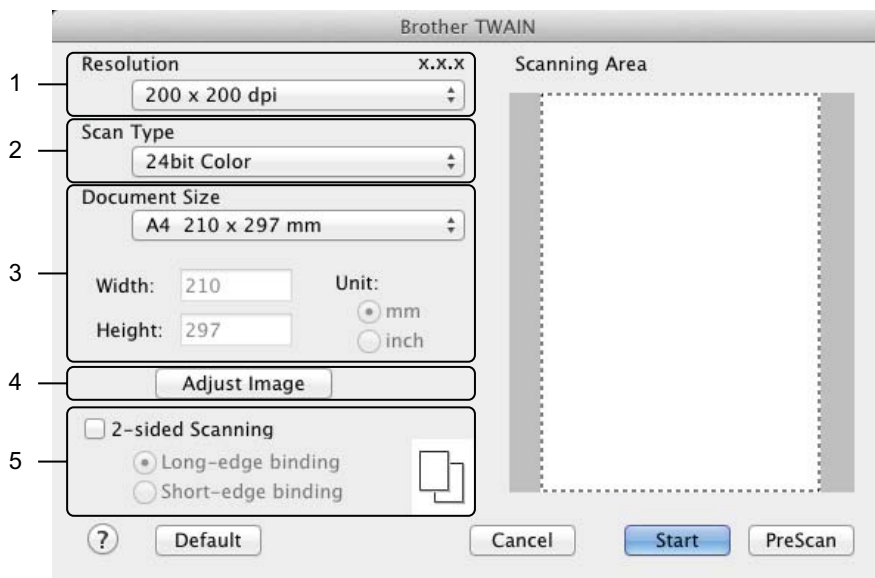 Brother TWAIN
1
Resolution x.x.x
200 x 200 dpi
2
Scan Type
24bit Color
3
Document Size
A4 210 x 297 mm
Width: 210
Unit:
mm
Height: 297
inch
4
Adjust Image
5
2-sided Scanning
Long-edge binding
Short-edge binding
Scanning Area
? Default Cancel Start PreScan